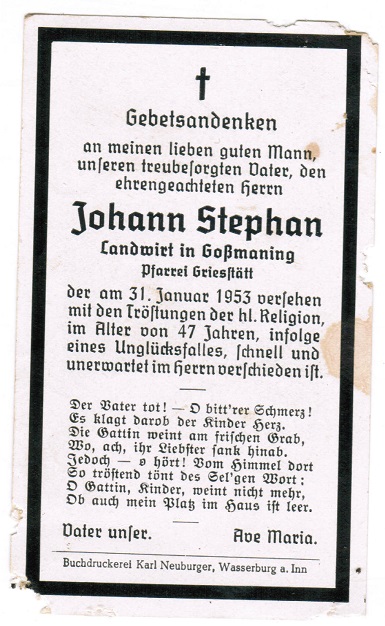 Gebetsandenken
an meinen lieben guten Mann,
unseren treubesorgten Vater, den
ehrengeachteten Herrn
Johann Stephan
Landwirt in Goßmaning
Pfarrei Griesstätt
der am 31. Januar 1953 versehen
mit den Tröstungen der hl. Religion,
im Alter von 47 Jahren, infolge
eines Unglücksfalles, schnell und
unerwartet im Herrn verschieden ist.
Der Vater tot! — O bitt'rer Schmerz!
Es klagt darob der Kinder Herz.
Die Gattin weint am frischen Grab,
Wo, ach, ihr Liebster sank hinab.
Jedoch — o hört! Vom Himmel dort
So tröstend tönt des Sel'gen Wort:
O Gattin, Kinder, weint nicht mehr,
Ob auch mein Platz im Haus ist leer.
Vater unser. Ave Maria.
Buchdruckerei Karl Neuburger, Wasserburg a. Inn